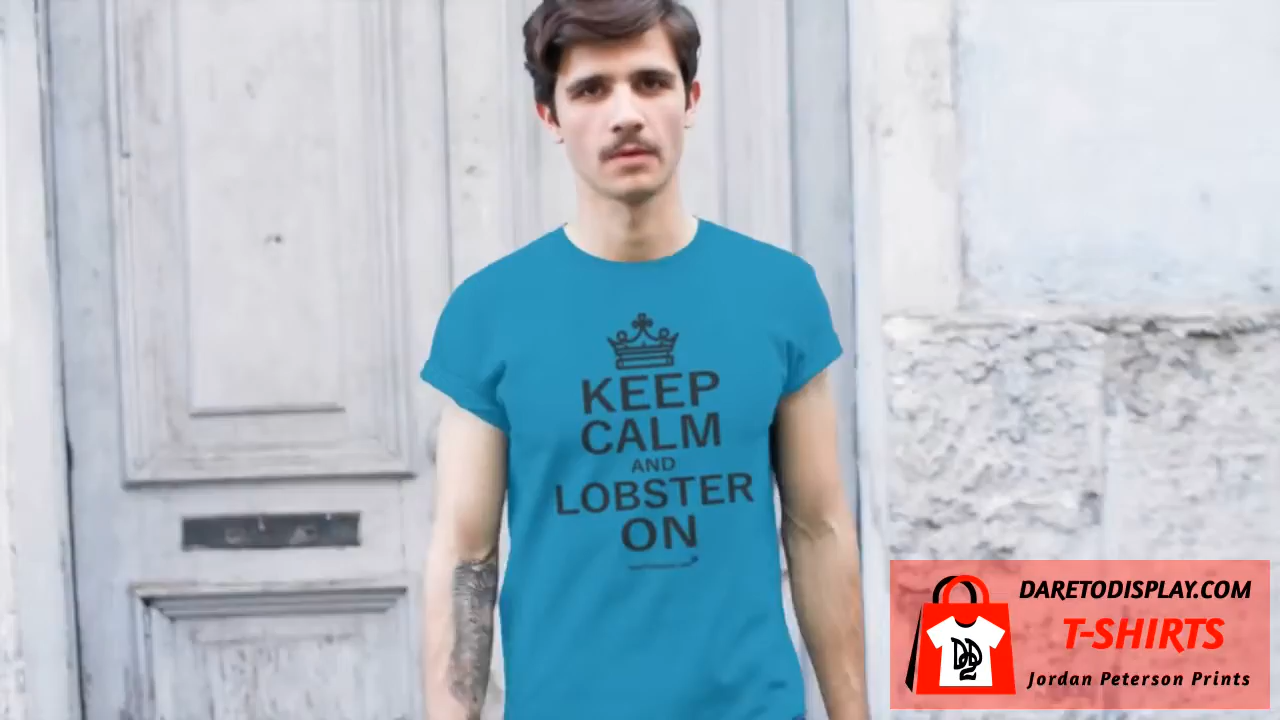 KEEP
CALM
AND
LOBSTER
ON
DARETODISPLAY.COM
T-SHIRTS
Jordan Peterson Prints